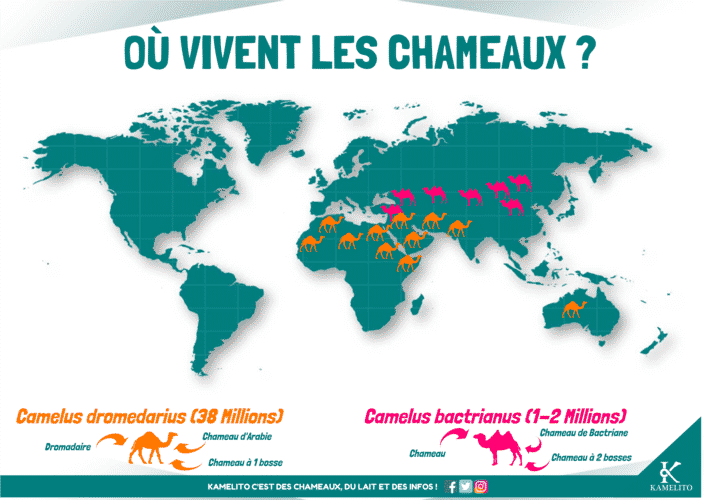 OÙ VIVENT LES CHAMEAUX ?
Camelus dromedarius (38 Millions)
Dromadaire
Chameau d'Arabie
Chameau à 1 bosse
Camelus bactrianus (1-2 Millions)
Chameau
Chameau de Bactriane
Chameau à 2 bosses
KAMELITO C'EST DES CHAMEAUX, DU LAIT ET DES INFOS !
K
KAMELITO